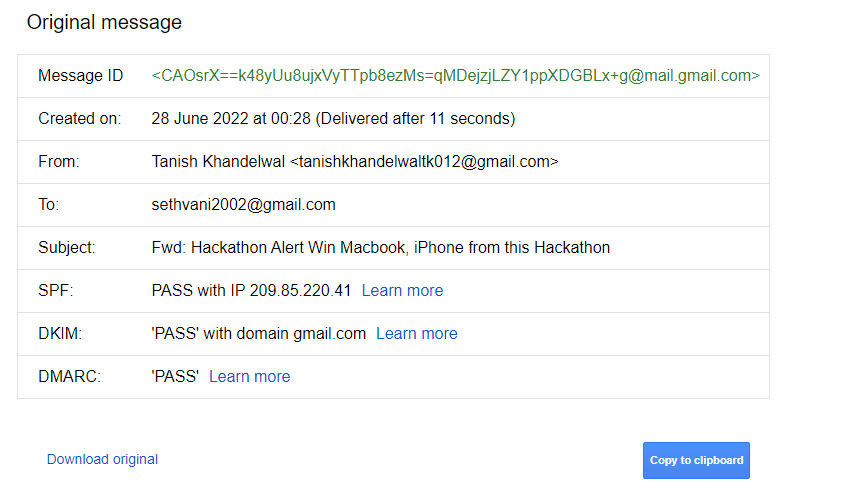 Original message
Message ID <CAOsrX==k48yUu8ujxVyTTpb8ezMs=qMDejzjLZY1ppXDGBLx+g@mail.gmail.com>
Created on: 28 June 2022 at 00:28 (Delivered after 11 seconds)
From: Tanish Khandelwal <tanishkhandelwaltk012@gmail.com>
To: sethvani2002@gmail.com
Subject: Fwd: Hackathon Alert Win Macbook, iPhone from this Hackathon
SPF: PASS with IP 209.85.220.41 Learn more
DKIM: 'PASS' with domain gmail.com Learn more
DMARC: 'PASS' Learn more
Download original Copy to clipboard